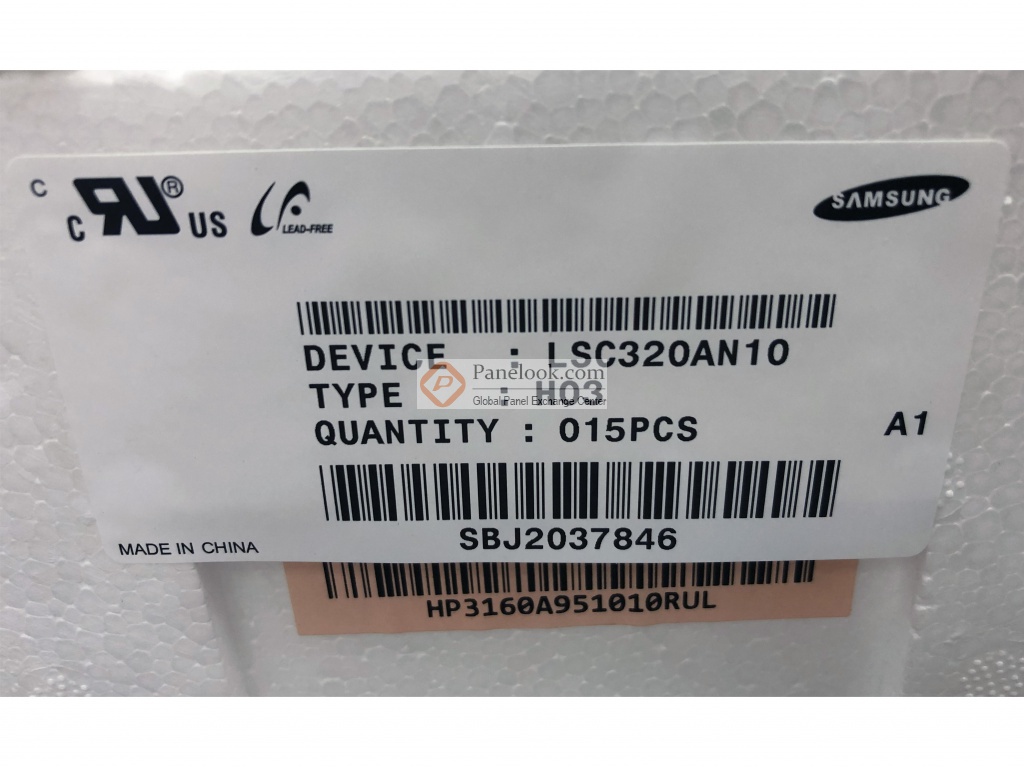 C
C RU® US
LEAD-FREE
SAMSUNG
DEVICE : LSC320AN10
TYPE : H03
QUANTITY : 015PCS
A1
SBJ2037846
MADE IN CHINA
HP3160A951010RUL
Panelook.com
Global Panel Exchange Center